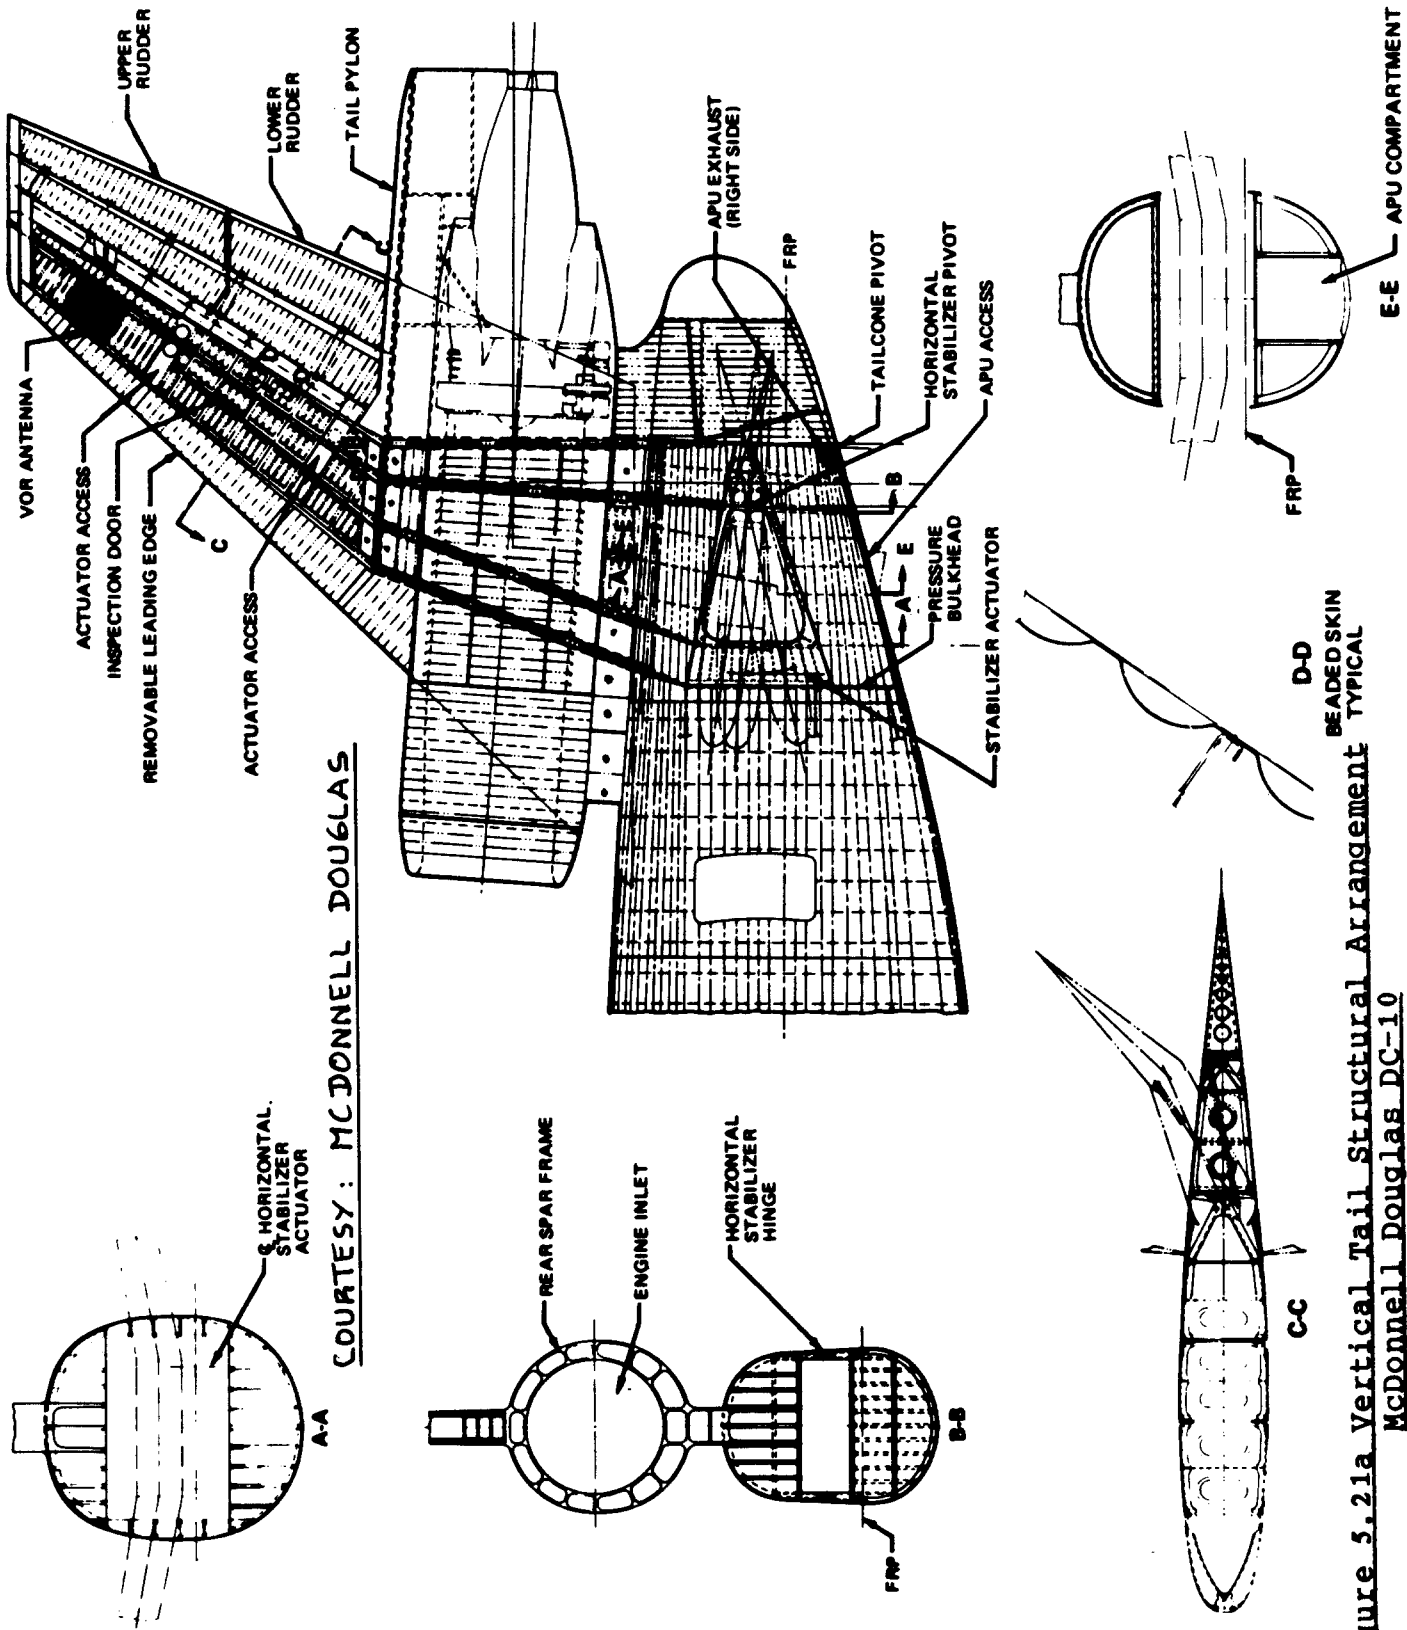 UPPER
RUDDER
LOWER
RUDDER
TAIL PYLON
VOR ANTENNA
ACTUATOR ACCESS
INSPECTION DOOR
REMOVABLE LEADING EDGE
C
C
D
D
ACTUATOR ACCESS
APU EXHAUST
(RIGHT SIDE)
FRP
TAILCONE PIVOT
HORIZONTAL
STABILIZER PIVOT
APU ACCESS
B
E
A
A
PRESSURE
BULKHEAD
STABILIZER ACTUATOR
COURTESY: MCDONNELL DOUGLAS
℄ HORIZONTAL.
STABILIZER
ACTUATOR
A-A
REAR SPAR FRAME
ENGINE INLET
HORIZONTAL
STABILIZER
HINGE
FRP
B-B
C-C
D-D
BEADED SKIN
TYPICAL
FRP
APU COMPARTMENT
E-E
ure 5.21a Vertical Tail Structural Arrangement
McDonnell Douglas DC-10